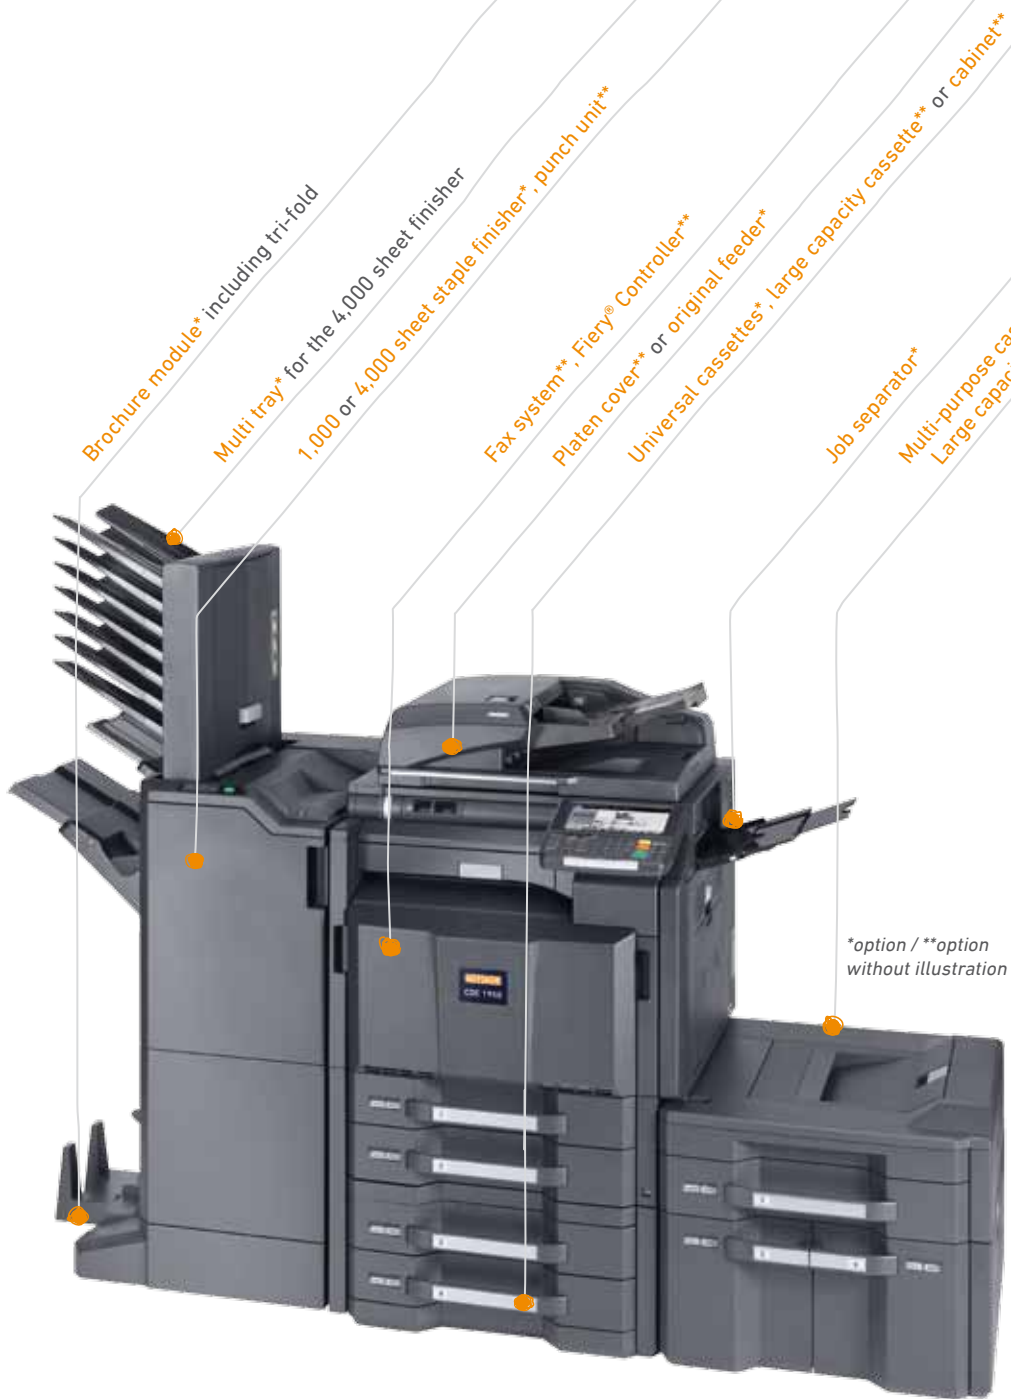 Brochure module* including tri-fold
Multi tray* for the 4,000 sheet finisher
1,000 or 4,000 sheet staple finisher*, punch unit**
Fax system**, Fiery® Controller**
Platen cover** or original feeder*
Universal cassettes*, large capacity cassette** or cabinet**
Job separator*
Multi-purpose
Large
*option / **option
without illustration
CDC 1950